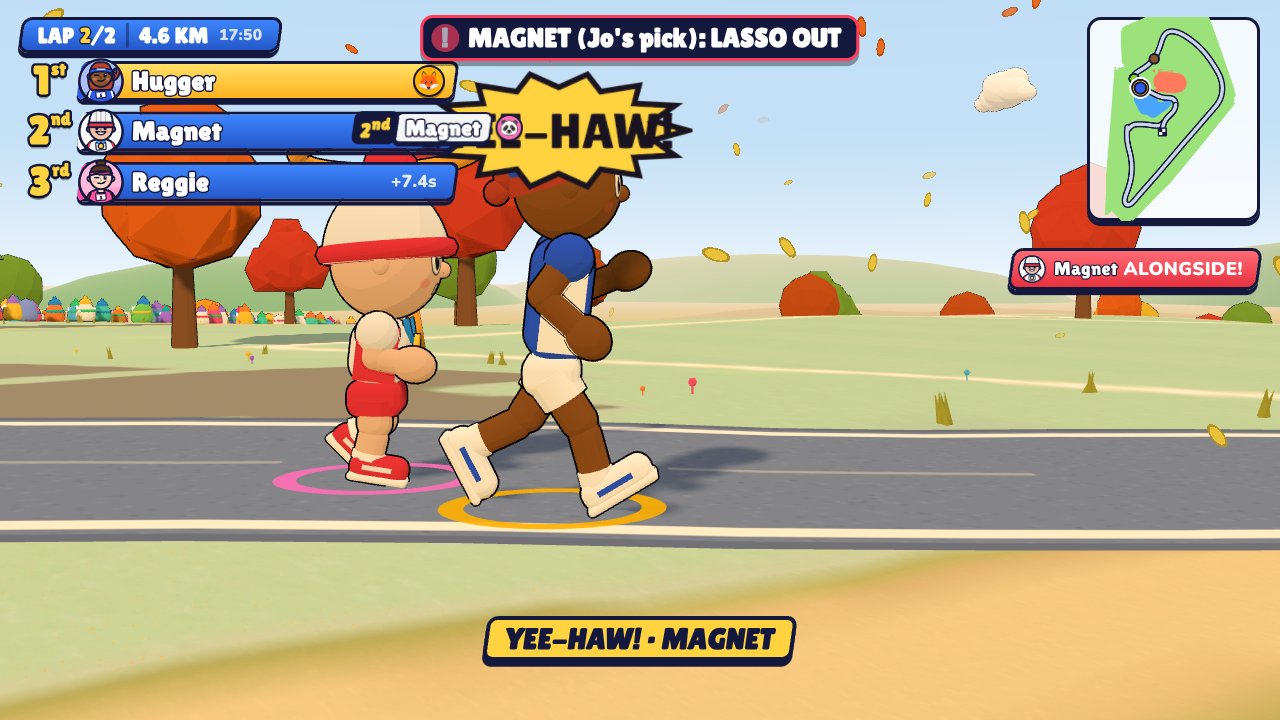 LAP 2/2 4.6 KM 17:50
MAGNET (Jo's pick): LASSO OUT
1st Hugger
2nd Magnet
2nd Magnet
-HAW!
3rd Reggie +7.4s
Magnet ALONGSIDE!
YEE-HAW! · MAGNET